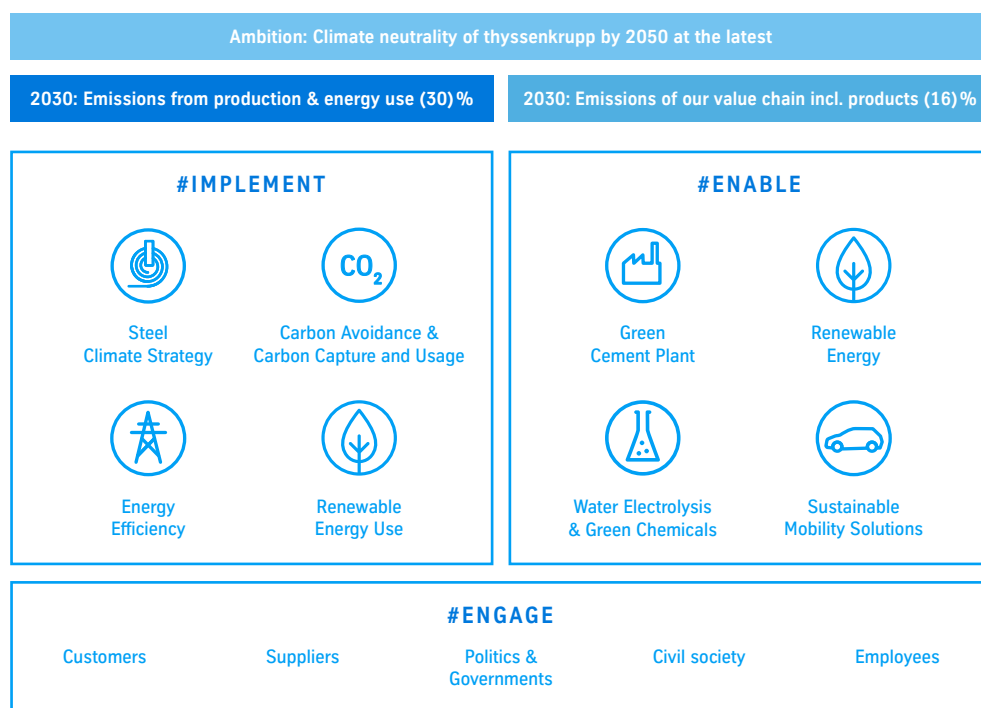 Ambition: Climate neutrality of thyssenkrupp by 2050 at the latest
2030: Emissions from production & energy use (30)%
2030: Emissions of our value chain incl. products (16)%
#IMPLEMENT
Steel
Climate Strategy
CO2
Carbon Avoidance &
Carbon Capture and Usage
Energy
Efficiency
Renewable
Energy Use
#ENABLE
Green
Cement Plant
Renewable
Energy
Water Electrolysis
& Green Chemicals
Sustainable
Mobility Solutions
#ENGAGE
Customers
Suppliers
Politics &
Governments
Civil society
Employees